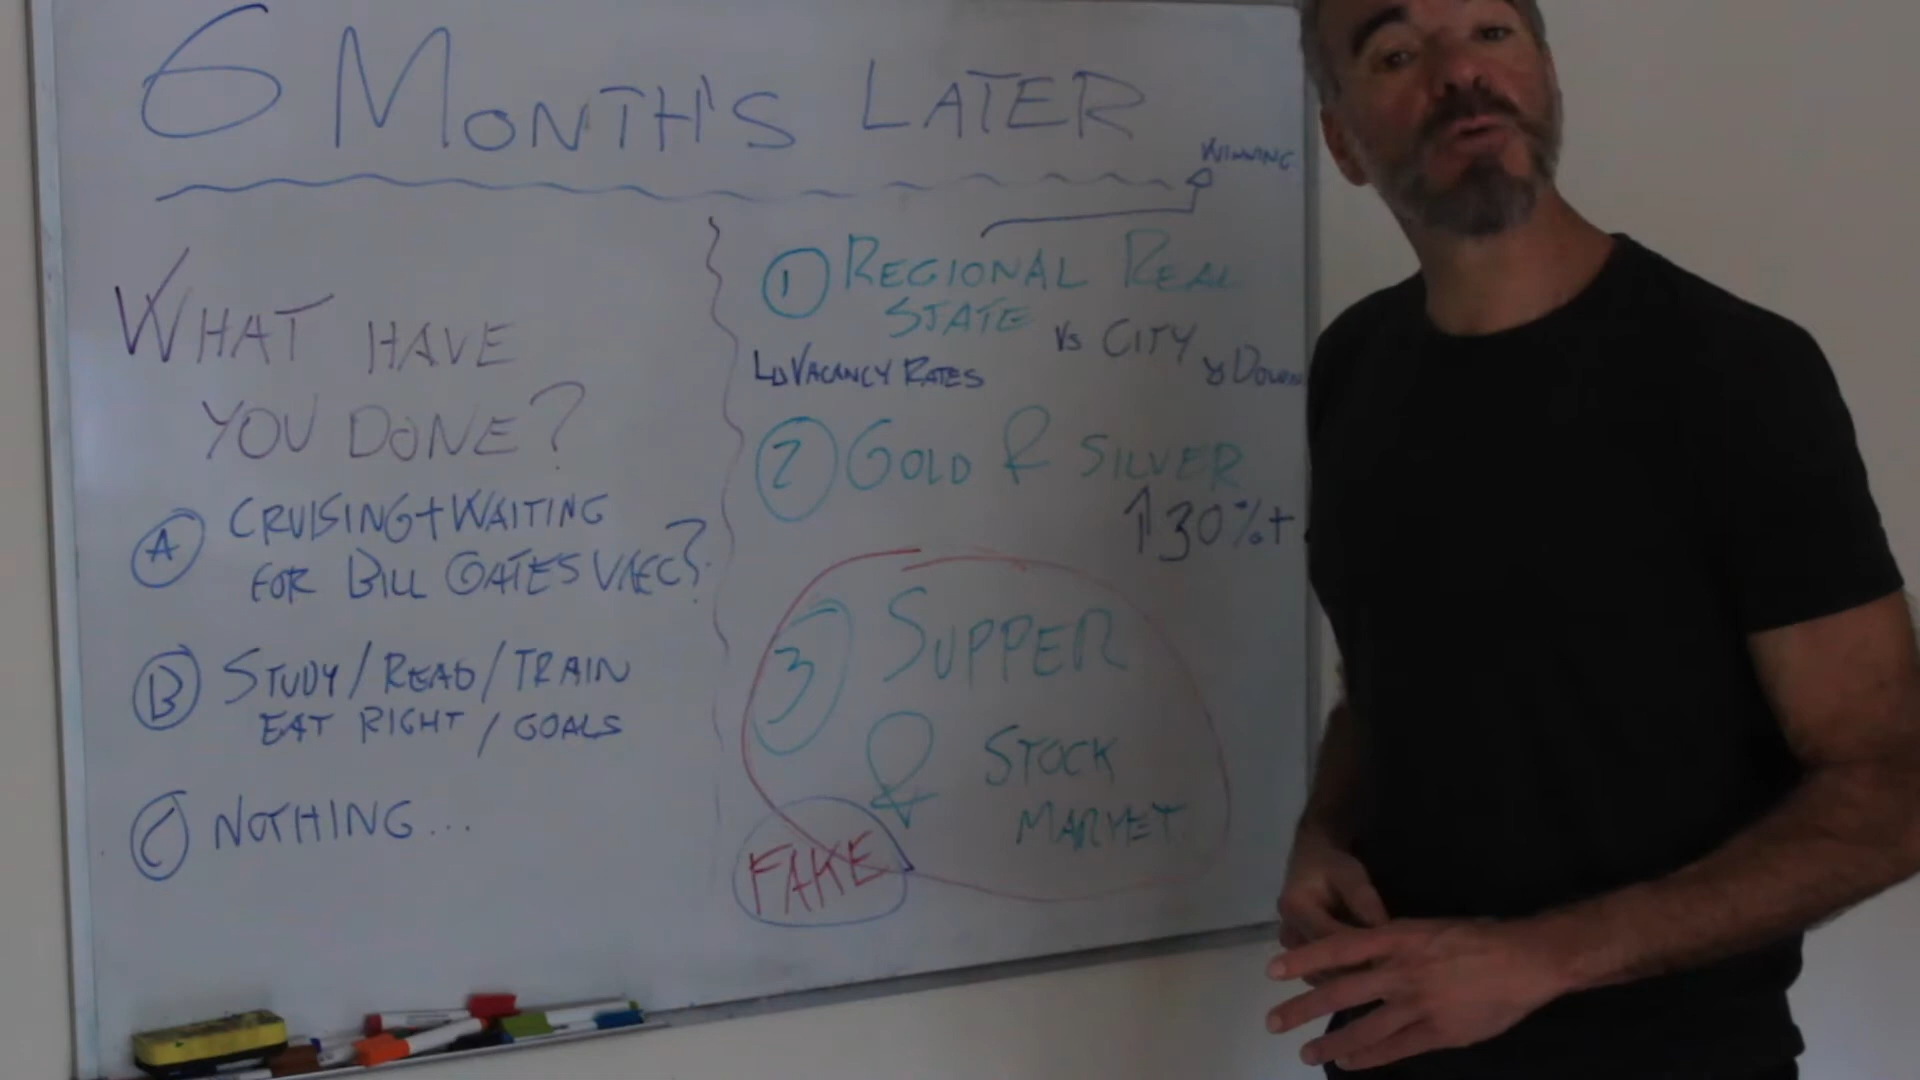 6 MONTH'S LATER
WINNING
WHAT HAVE
YOU DONE?
A CRUISING+WAITING
FOR BILL GATES VACC?
B STUDY/READ/TRAIN
EAT RIGHT/GOALS
C NOTHING...
1 REGIONAL REAL
STATE VS CITY
VACANCY RATES
DOWN
2 GOLD & SILVER
↑30%+
3 SUPPER
& STOCK
MARKET
FAKE